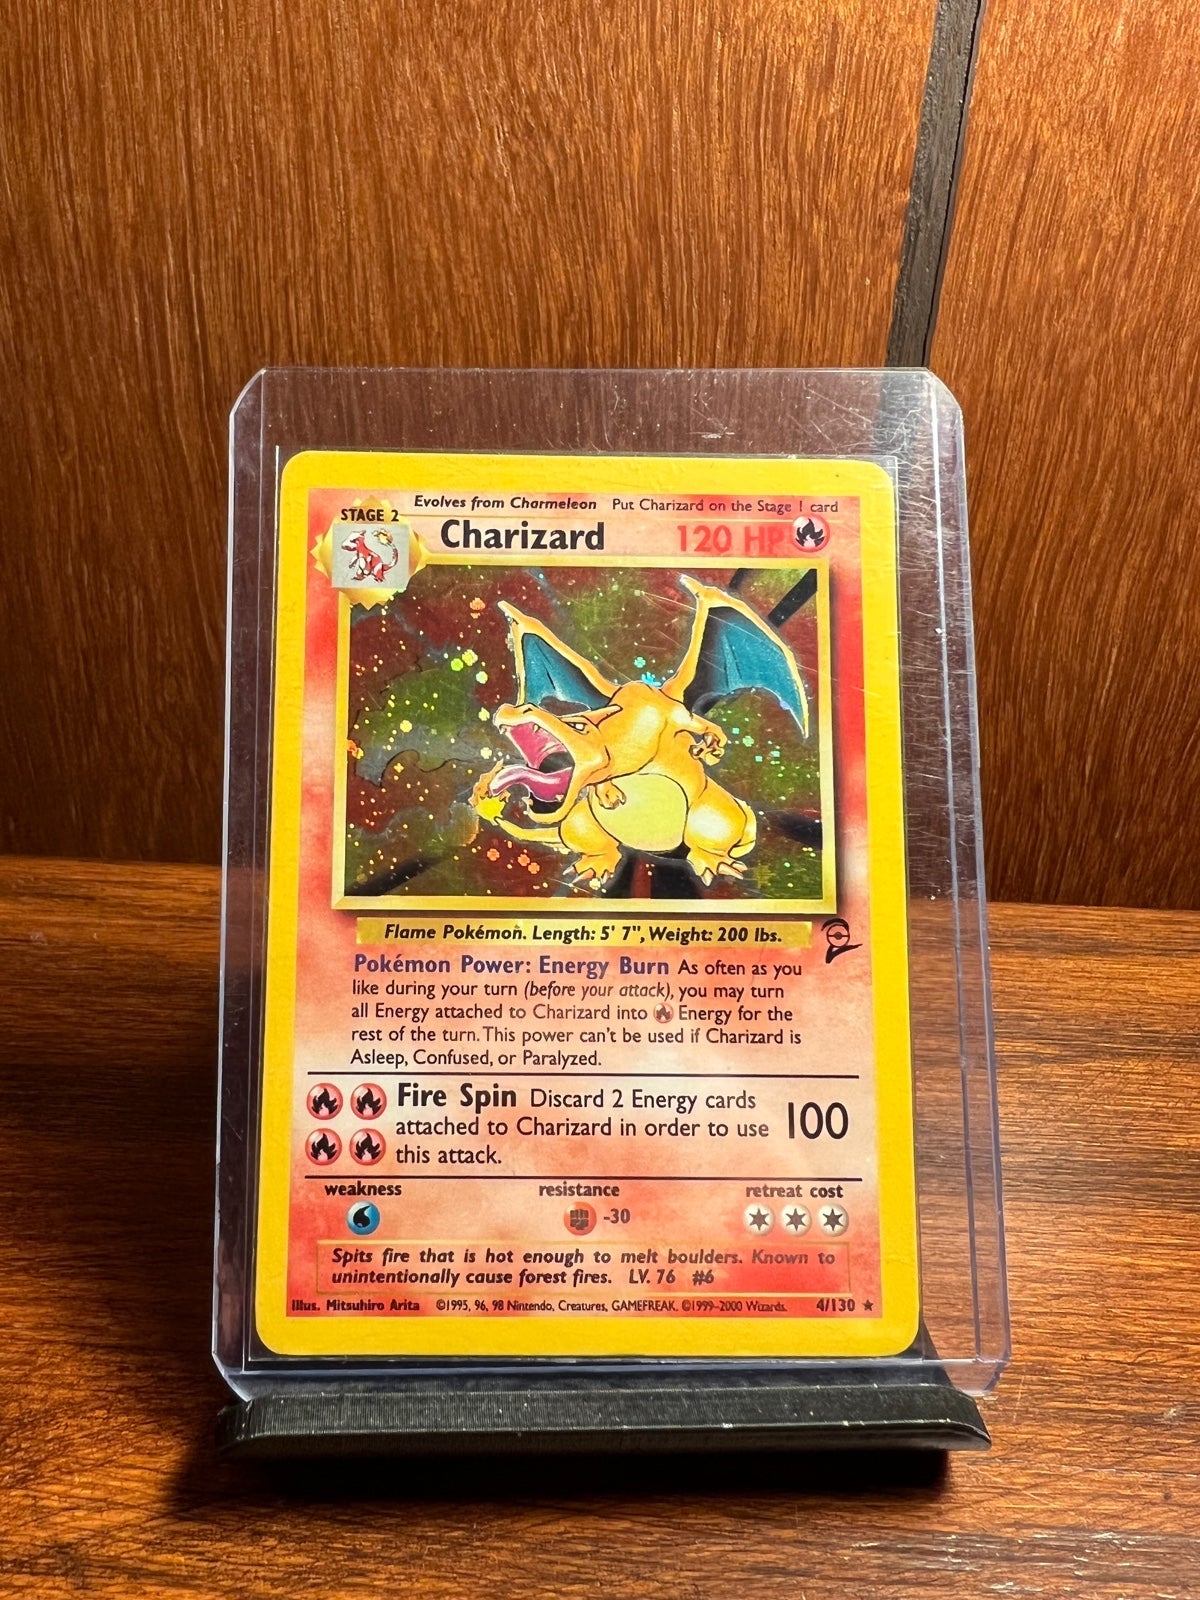 Evolves from Charmeleon Put Charizard on the Stage 1 card
STAGE 2
Charizard 120 HP
Flame Pokémon. Length: 5' 7", Weight: 200 lbs.
Pokémon Power: Energy Burn As often as you
like during your turn (before your attack), you may turn
all Energy attached to Charizard into Energy for the
rest of the turn. This power can't be used if Charizard is
Asleep, Confused, or Paralyzed.
Fire Spin Discard 2 Energy cards
attached to Charizard in order to use 100
this attack.
weakness resistance retreat cost
-30
Spits fire that is hot enough to melt boulders. Known to
unintentionally cause forest fires. LV. 76 #6
Illus. Mitsuhiro Arita ©1995, 96, 98 Nintendo, Creatures, GAMEFREAK. ©1999-2000 Wizards. 4/130 ★